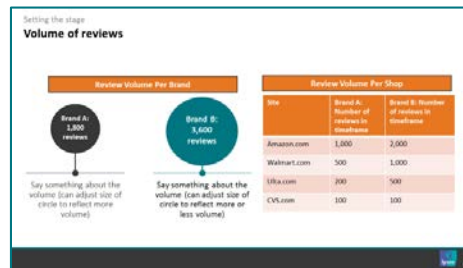 Setting the stage
Volume of reviews
Review Volume Per Brand
Brand A:
1,800
reviews
Brand B:
3,600
reviews
Say something about the
volume (can adjust size of
circle to reflect more
volume)
Say something about the
volume (can adjust size of
circle to reflect more or
less volume)
Review Volume Per Shop
Site
Brand A:
Number of
reviews in
timeframe
Brand B: Number
of reviews in
timeframe
Amazon.com 1,000 2,000
Walmart.com 500 1,000
Ulta.com 200 500
CVS.com 100 100